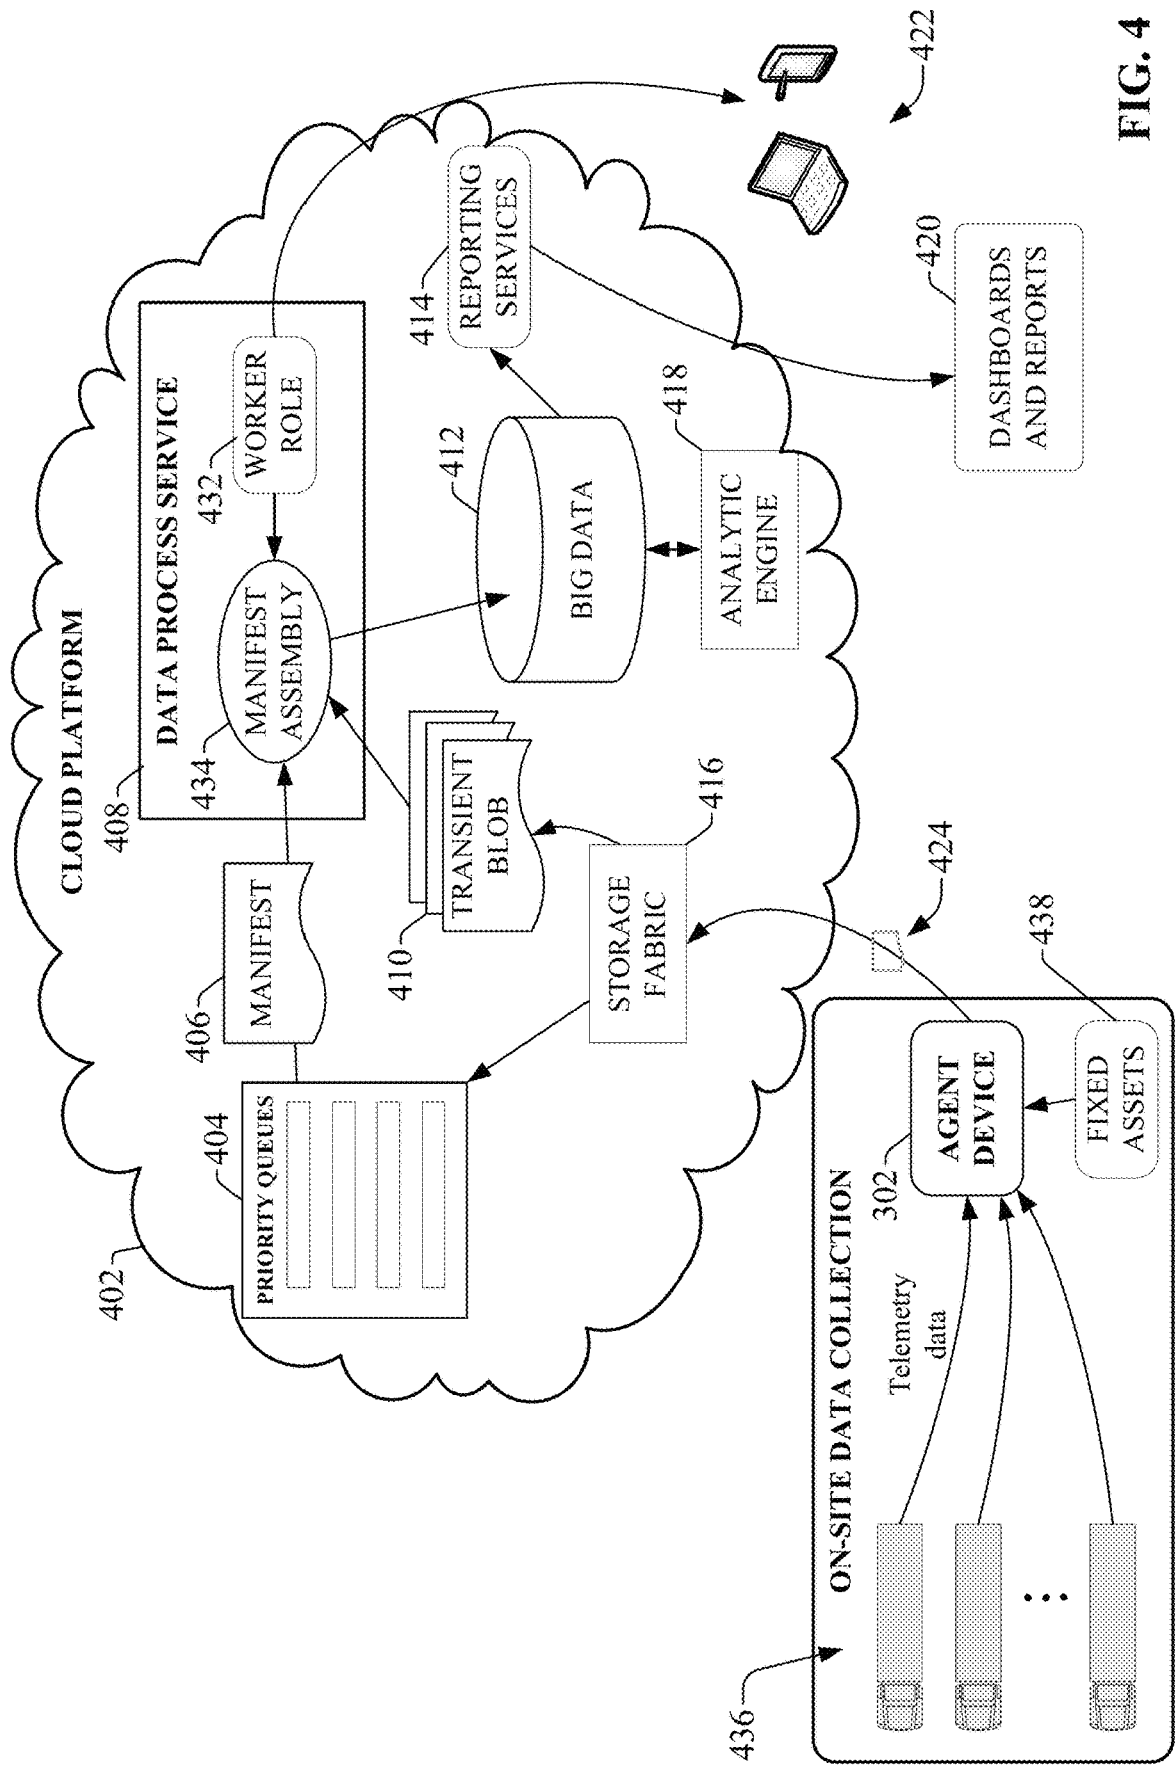 CLOUD PLATFORM
402
404
PRIORITY QUEUES
406
MANIFEST
408
DATA PROCESS SERVICE
434
MANIFEST
ASSEMBLY
432
WORKER
ROLE
410
TRANSIENT
BLOB
412
BIG DATA
414
REPORTING
SERVICES
416
STORAGE
FABRIC
418
ANALYTIC
ENGINE
436
ON-SITE DATA COLLECTION
Telemetry
data
302
AGENT
DEVICE
424
438
FIXED
ASSETS
420
DASHBOARDS
AND REPORTS
422
FIG. 4